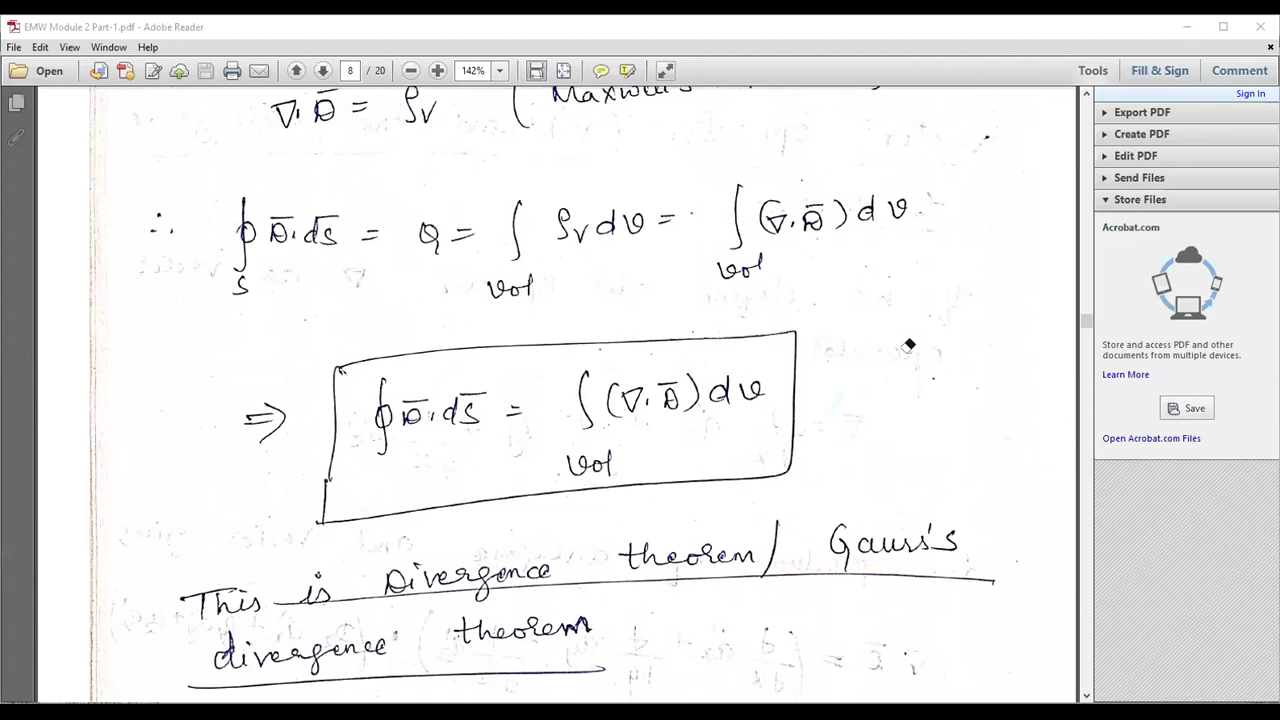 EMW Module 2 Part-1.pdf - Adobe Reader
File Edit View Window Help
Open 8 / 20 142% Tools Fill & Sign Comment
Sign In
Export PDF
Create PDF
Edit PDF
Send Files
Store Files
Acrobat.com
Store and access PDF and other
documents from multiple devices.
Learn More
Save
Open Acrobat.com Files
∇.D̅ = ρv (
∴ ∮ D̅.ds̅ = Q = ∫ ρv dv = ∫ (∇.D̅) dv
S vol vol
⇒ ∮ D̅.ds̅ = ∫ (∇.D̅) dv
vol
This is Divergence theorem/ Gauss's
divergence theorem